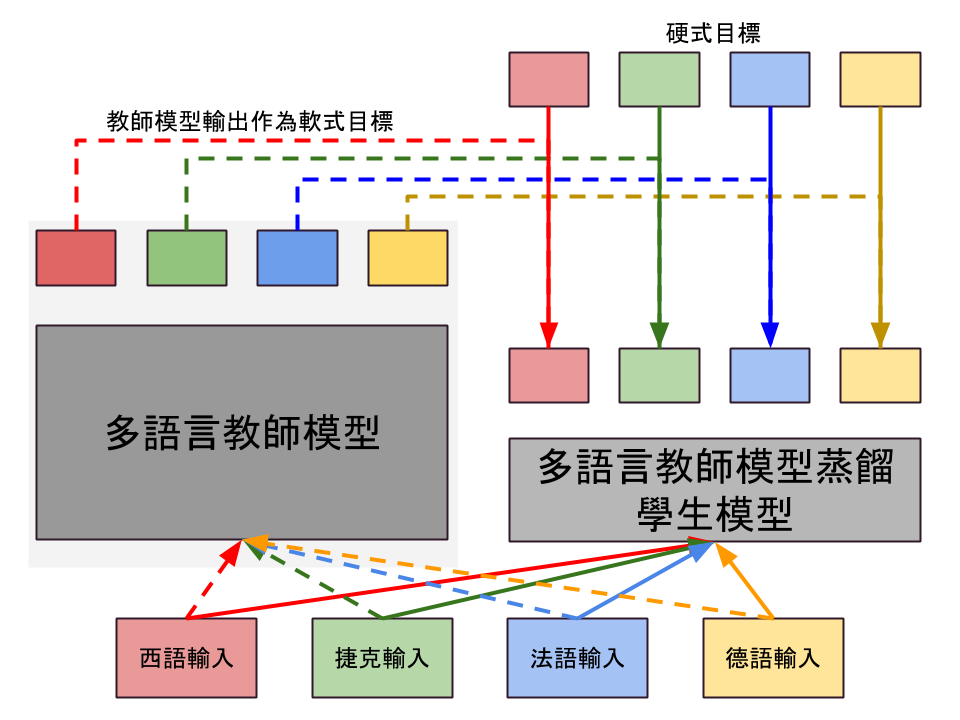 硬式目標
教師模型輸出作為軟式目標
多語言教師模型
多語言教師模型蒸餾
學生模型
西語輸入
捷克輸入
法語輸入
德語輸入